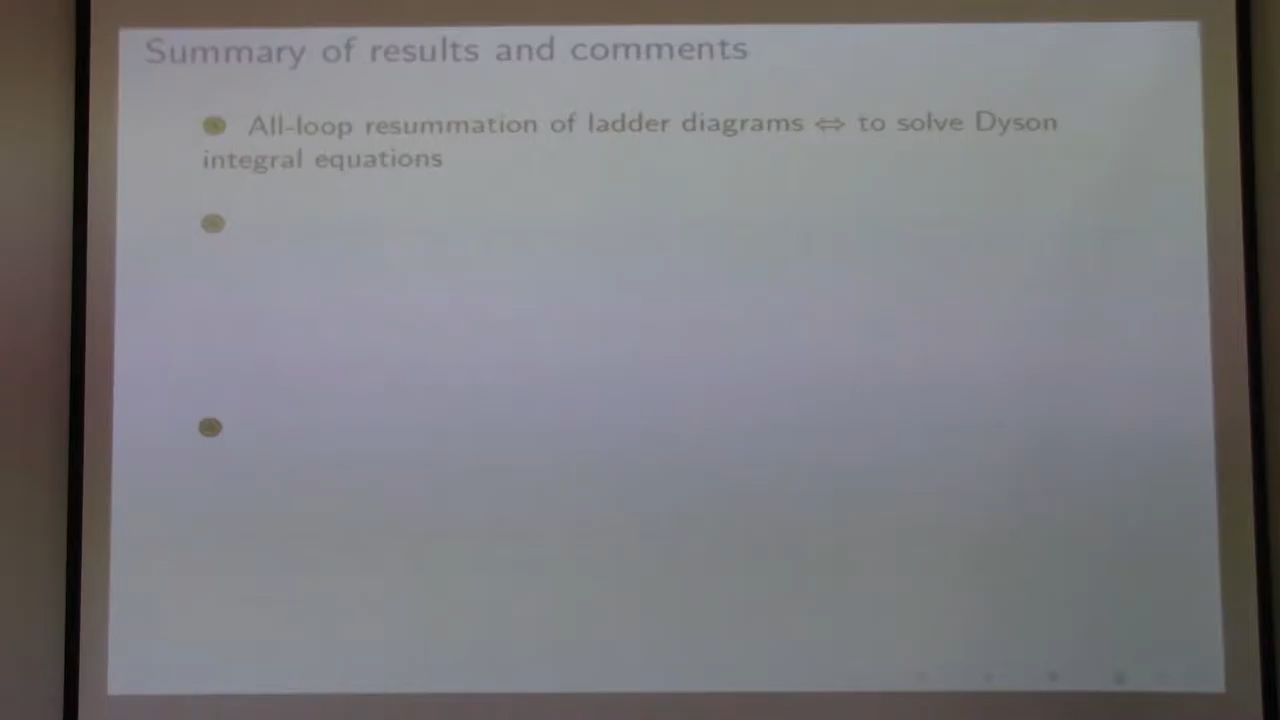 Summary of results and comments
All-loop resummation of ladder diagrams ⇔ to solve Dyson
integral equations